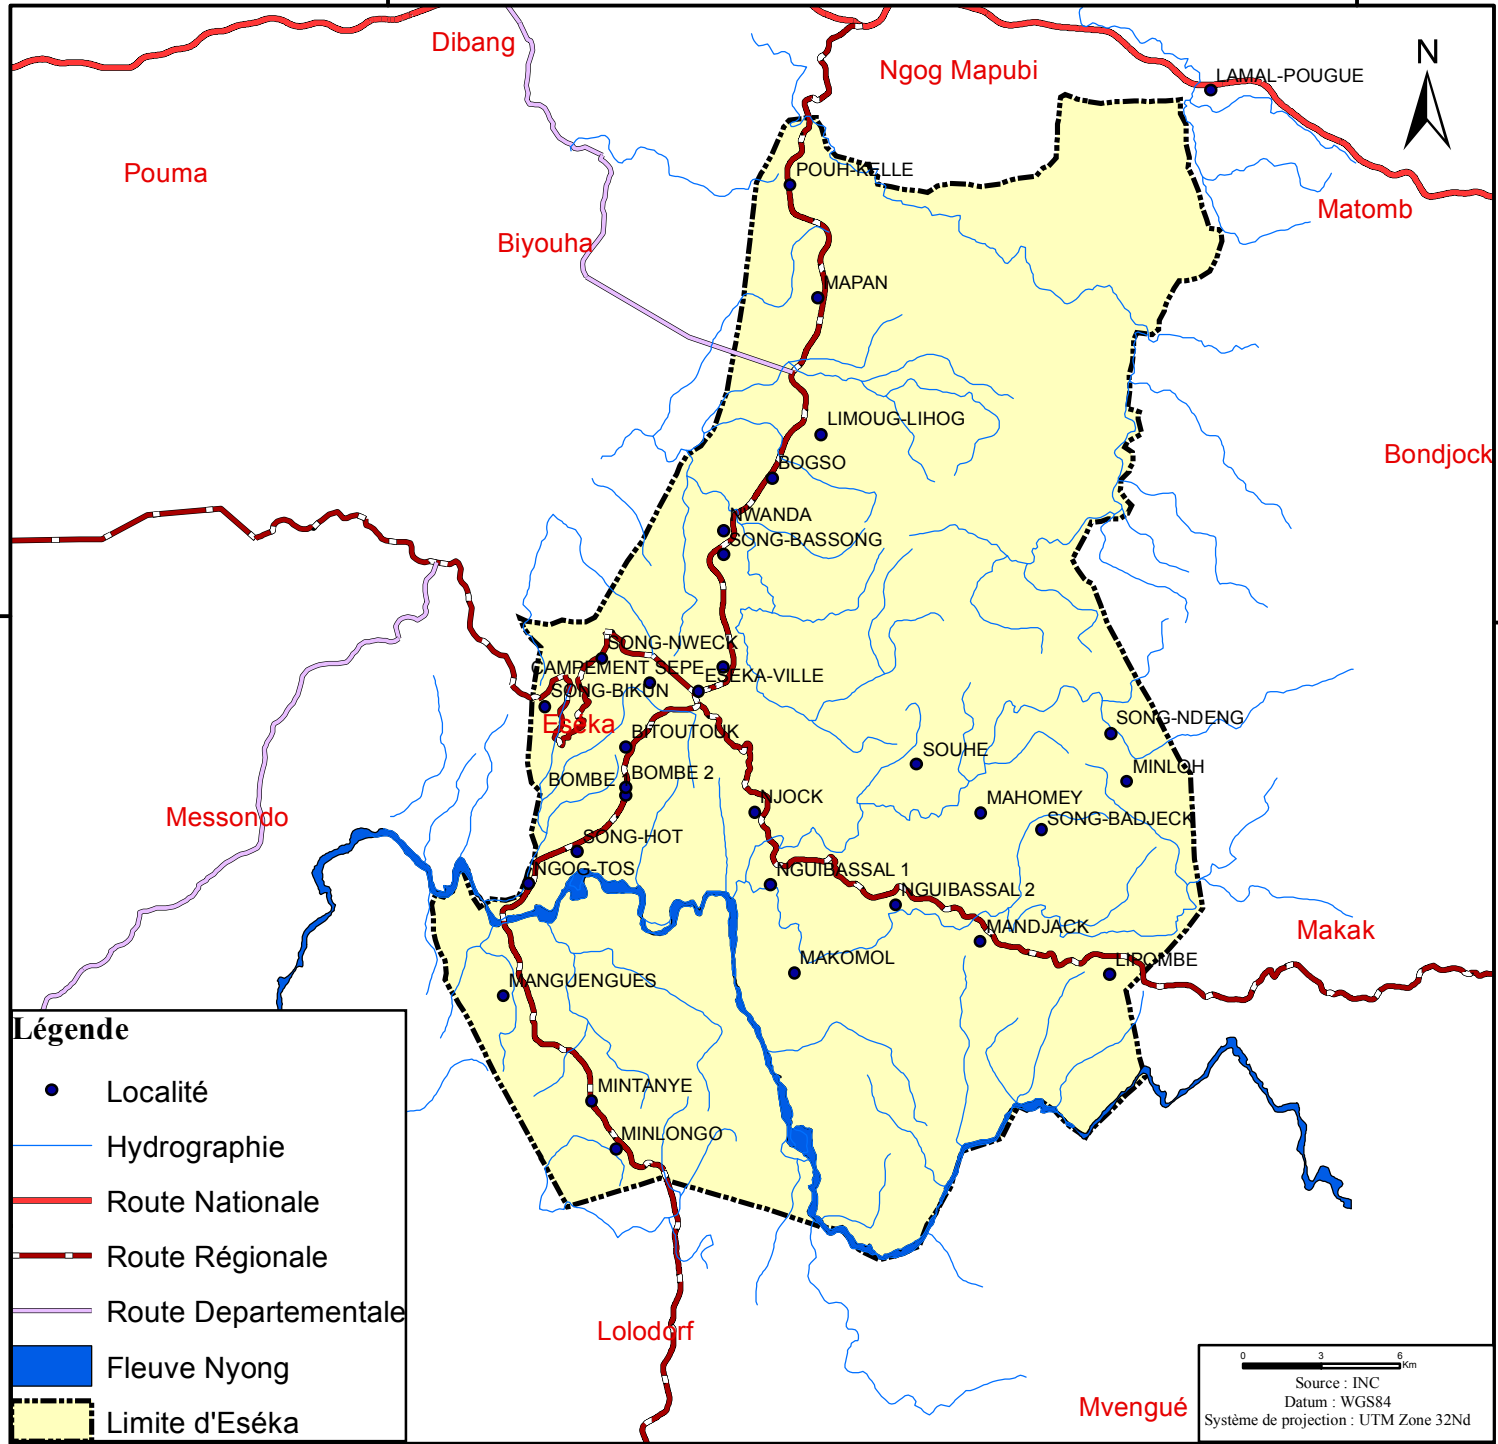 Dibang
Ngog Mapubi
N
LAMAL-POUGUE
Pouma
POUH-KELLE
Matomb
Biyouha
MAPAN
LIMOUG-LIHOG
BOGSO
Bondjock
NWANDA
SONG-BASSONG
SONG-NWECK
CAMPEMENT SEPE
ESEKA-VILLE
SONG-BIKUN
Eséka
SONG-NDENG
BITOUTOUK
SOUHE
BOMBE
BOMBE 2
MINLOH
Messondo
NJOCK
MAHOMEY
SONG-BADJECK
SONG-HOT
NGOG-TOS
NGUIBASSAL 1
NGUIBASSAL 2
MANDJACK
Makak
MAKOMOL
LIPOMBE
MANGUENGUES
MINTANYE
MINLONGO
Lolodorf
Mvengué
Légende
Localité
Hydrographie
Route Nationale
Route Régionale
Route Departementale
Fleuve Nyong
Limite d'Eséka
0 3 6
Km
Source : INC
Datum : WGS84
Système de projection : UTM Zone 32Nd